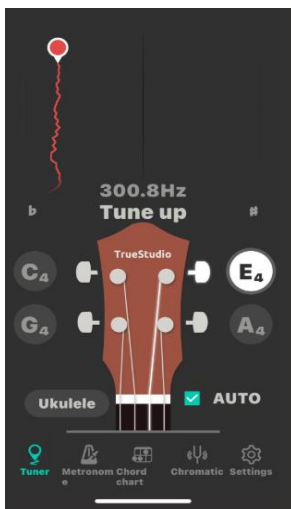 300.8Hz
♭ Tune up ♯
TrueStudio
C4 E4
G4 A4
Ukulele AUTO
Tuner Metronom Chord Chromatic Settings
e chart